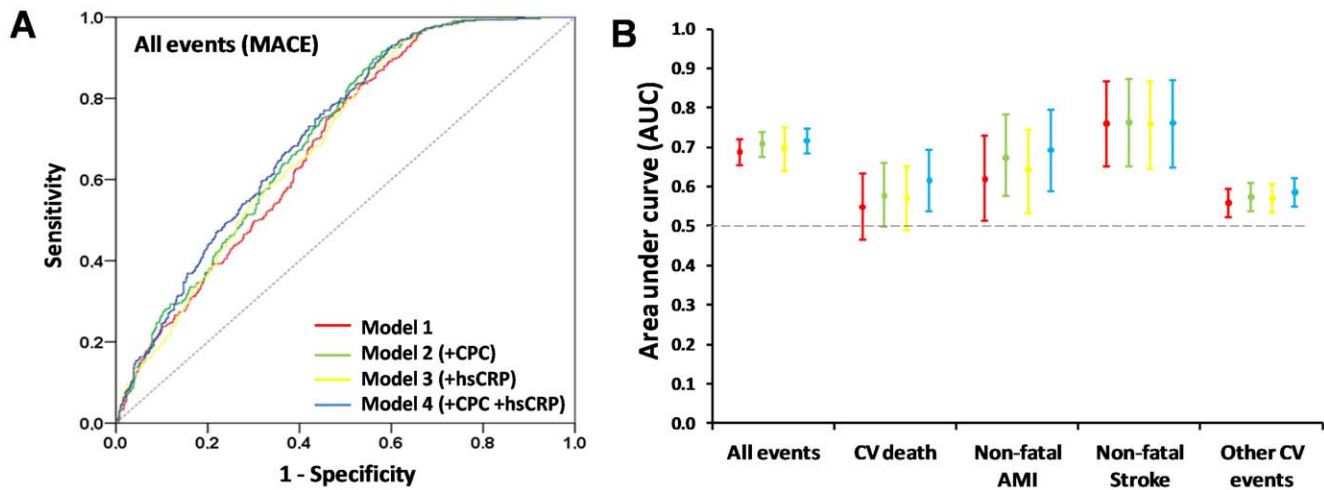 A
All events (MACE)
Sensitivity
1.0
0.8
0.6
0.4
0.2
0.0
0.0
0.2
0.4
0.6
0.8
1.0
1 - Specificity
Model 1
Model 2 (+CPC)
Model 3 (+hsCRP)
Model 4 (+CPC +hsCRP)
B
Area under curve (AUC)
1.0
0.9
0.8
0.7
0.6
0.5
0.4
0.3
0.2
0.1
0.0
All events
CV death
Non-fatal
AMI
Non-fatal
Stroke
Other CV
events